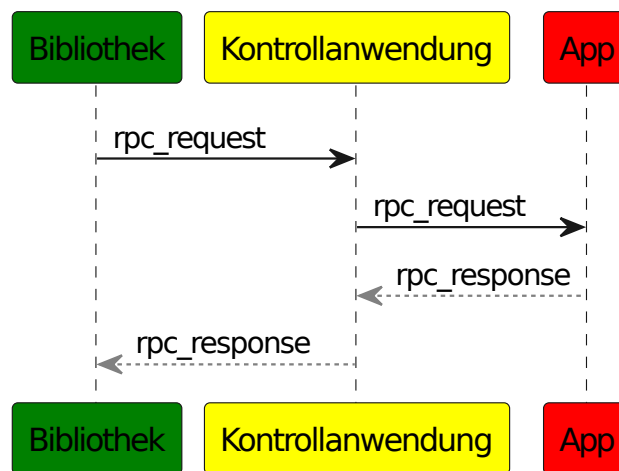 Bibliothek Kontrollanwendung App
rpc_request
rpc_request
rpc_response
rpc_response
Bibliothek Kontrollanwendung App